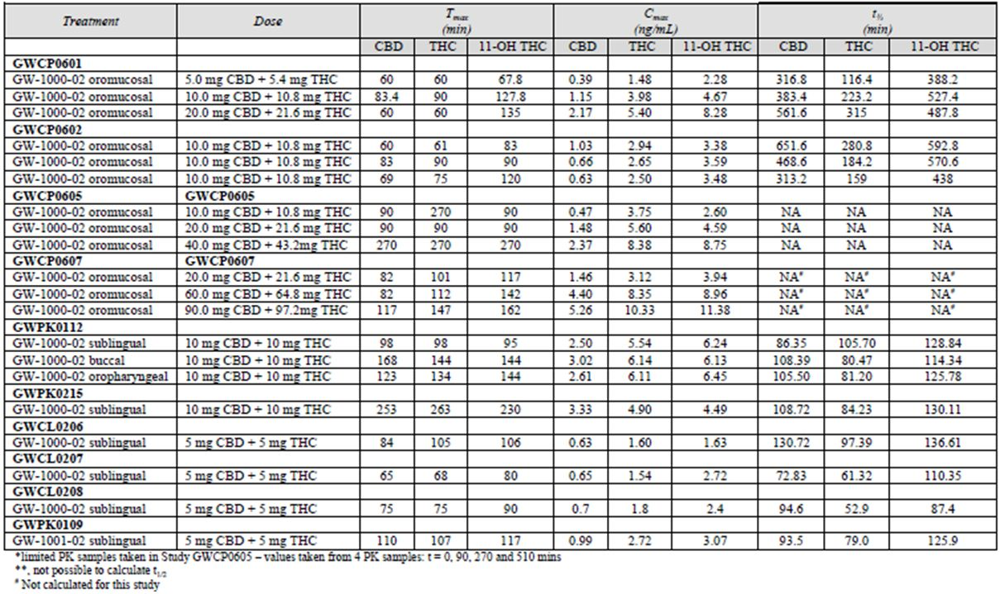 Treatment Dose Tmax (min) Cmax (ng/mL) t½ (min)
CBD THC 11-OH THC CBD THC 11-OH THC CBD THC 11-OH THC
GWCP0601
GW-1000-02 oromucosal 5.0 mg CBD + 5.4 mg THC 60 60 67.8 0.39 1.48 2.28 316.8 116.4 388.2
GW-1000-02 oromucosal 10.0 mg CBD + 10.8 mg THC 83.4 90 127.8 1.15 3.98 4.67 383.4 223.2 527.4
GW-1000-02 oromucosal 20.0 mg CBD + 21.6 mg THC 60 60 135 2.17 5.40 8.28 561.6 315 487.8
GWCP0602
GW-1000-02 oromucosal 10.0 mg CBD + 10.8 mg THC 60 61 83 1.03 2.94 3.38 651.6 280.8 592.8
GW-1000-02 oromucosal 10.0 mg CBD + 10.8 mg THC 83 90 90 0.66 2.65 3.59 468.6 184.2 570.6
GW-1000-02 oromucosal 10.0 mg CBD + 10.8 mg THC 69 75 120 0.63 2.50 3.48 313.2 159 438
GWCP0605 GWCP0605
GW-1000-02 oromucosal 10.0 mg CBD + 10.8 mg THC 90 270 90 0.47 3.75 2.60 NA NA NA
GW-1000-02 oromucosal 20.0 mg CBD + 21.6 mg THC 90 90 90 1.48 5.60 4.59 NA NA NA
GW-1000-02 oromucosal 40.0 mg CBD + 43.2mg THC 270 270 270 2.37 8.38 8.75 NA NA NA
GWCP0607 GWCP0607
GW-1000-02 oromucosal 20.0 mg CBD + 21.6 mg THC 82 101 117 1.46 3.12 3.94 NA# NA# NA#
GW-1000-02 oromucosal 60.0 mg CBD + 64.8 mg THC 82 112 142 4.40 8.35 8.96 NA# NA# NA#
GW-1000-02 oromucosal 90.0 mg CBD + 97.2mg THC 117 147 162 5.26 10.33 11.38 NA# NA# NA#
GWPK0112
GW-1000-02 sublingual 10 mg CBD + 10 mg THC 98 98 95 2.50 5.54 6.24 86.35 105.70 128.84
GW-1000-02 buccal 10 mg CBD + 10 mg THC 168 144 144 3.02 6.14 6.13 108.39 80.47 114.34
GW-1000-02 oropharyngeal 10 mg CBD + 10 mg THC 123 134 144 2.61 6.11 6.45 105.50 81.20 125.78
GWPK0215
GW-1000-02 sublingual 10 mg CBD + 10 mg THC 253 263 230 3.33 4.90 4.49 108.72 84.23 130.11
GWCL0206
GW-1000-02 sublingual 5 mg CBD + 5 mg THC 84 105 106 0.63 1.60 1.63 130.72 97.39 136.61
GWCL0207
GW-1000-02 sublingual 5 mg CBD + 5 mg THC 65 68 80 0.65 1.54 2.72 72.83 61.32 110.35
GWCL0208
GW-1000-02 sublingual 5 mg CBD + 5 mg THC 75 75 90 0.7 1.8 2.4 94.6 52.9 87.4
GWPK0109
GW-1001-02 sublingual 5 mg CBD + 5 mg THC 110 107 117 0.99 2.72 3.07 93.5 79.0 125.9
*limited PK samples taken in Study GWCP0605 – values taken from 4 PK samples: t = 0, 90, 270 and 510 mins
**, not possible to calculate t1/2
# Not calculated for this study